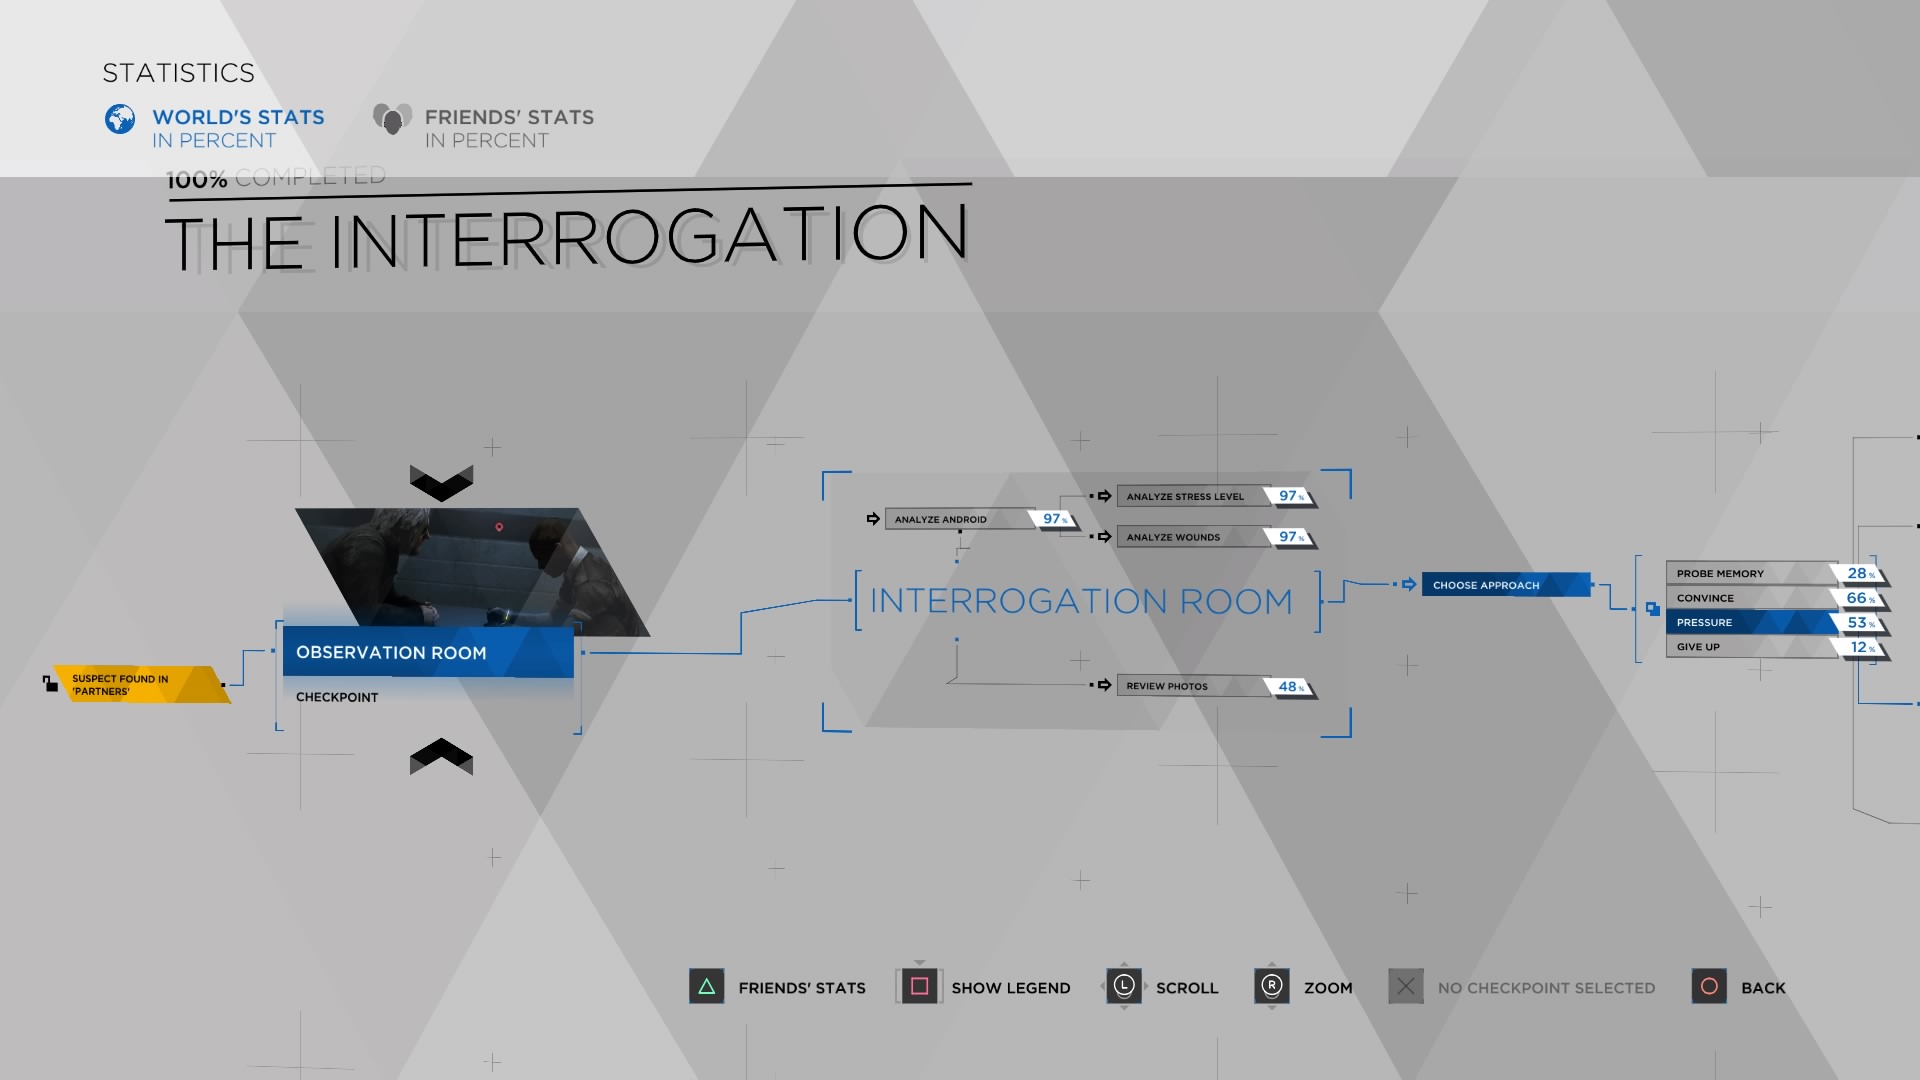 STATISTICS
WORLD'S STATS
IN PERCENT
FRIENDS' STATS
IN PERCENT
100% COMPLETED
THE INTERROGATION
SUSPECT FOUND IN
'PARTNERS'
OBSERVATION ROOM
CHECKPOINT
ANALYZE ANDROID 97%
ANALYZE STRESS LEVEL 97%
ANALYZE WOUNDS 97%
INTERROGATION ROOM
REVIEW PHOTOS 48%
CHOOSE APPROACH
PROBE MEMORY 28%
CONVINCE 66%
PRESSURE 53%
GIVE UP 12%
FRIENDS' STATS
SHOW LEGEND
L SCROLL
R ZOOM
NO CHECKPOINT SELECTED
BACK